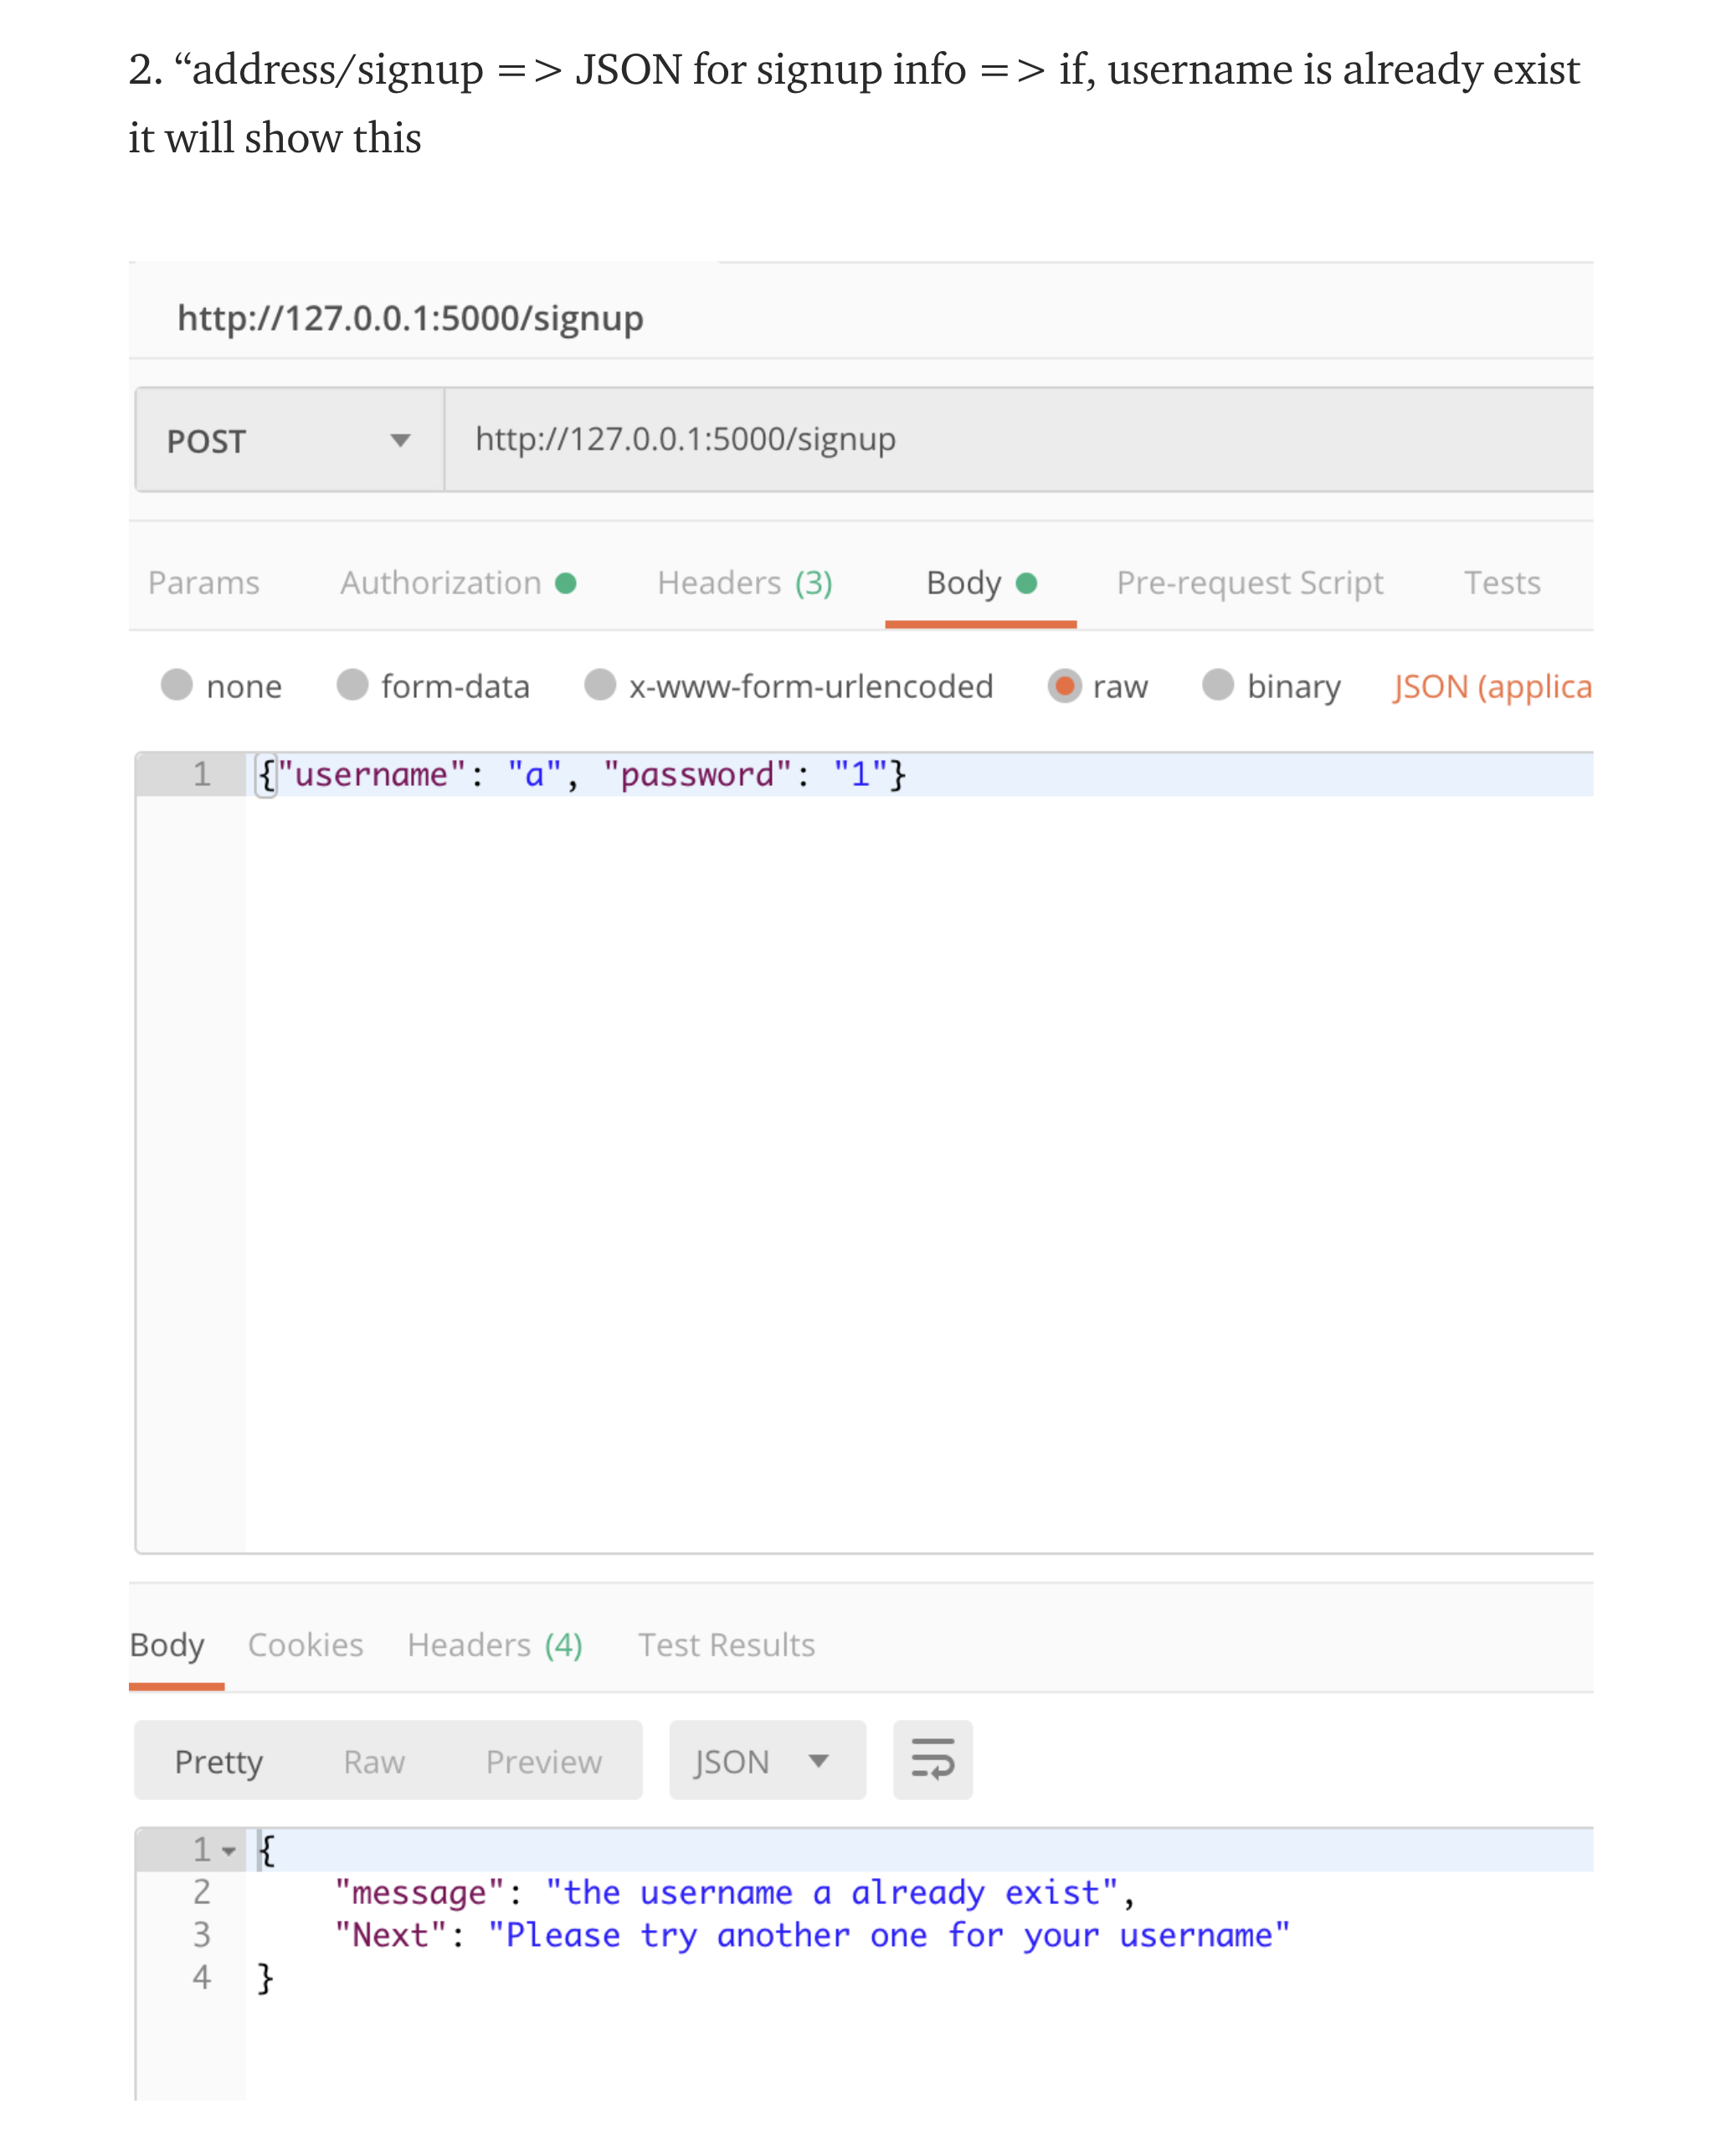 2. “address/signup => JSON for signup info => if, username is already exist
it will show this
http://127.0.0.1:5000/signup
POST http://127.0.0.1:5000/signup
Params Authorization Headers (3) Body Pre-request Script Tests
none form-data x-www-form-urlencoded raw binary JSON (applica
1 {"username": "a", "password": "1"}
Body Cookies Headers (4) Test Results
Pretty Raw Preview JSON
1 {
2 "message": "the username a already exist",
3 "Next": "Please try another one for your username"
4 }